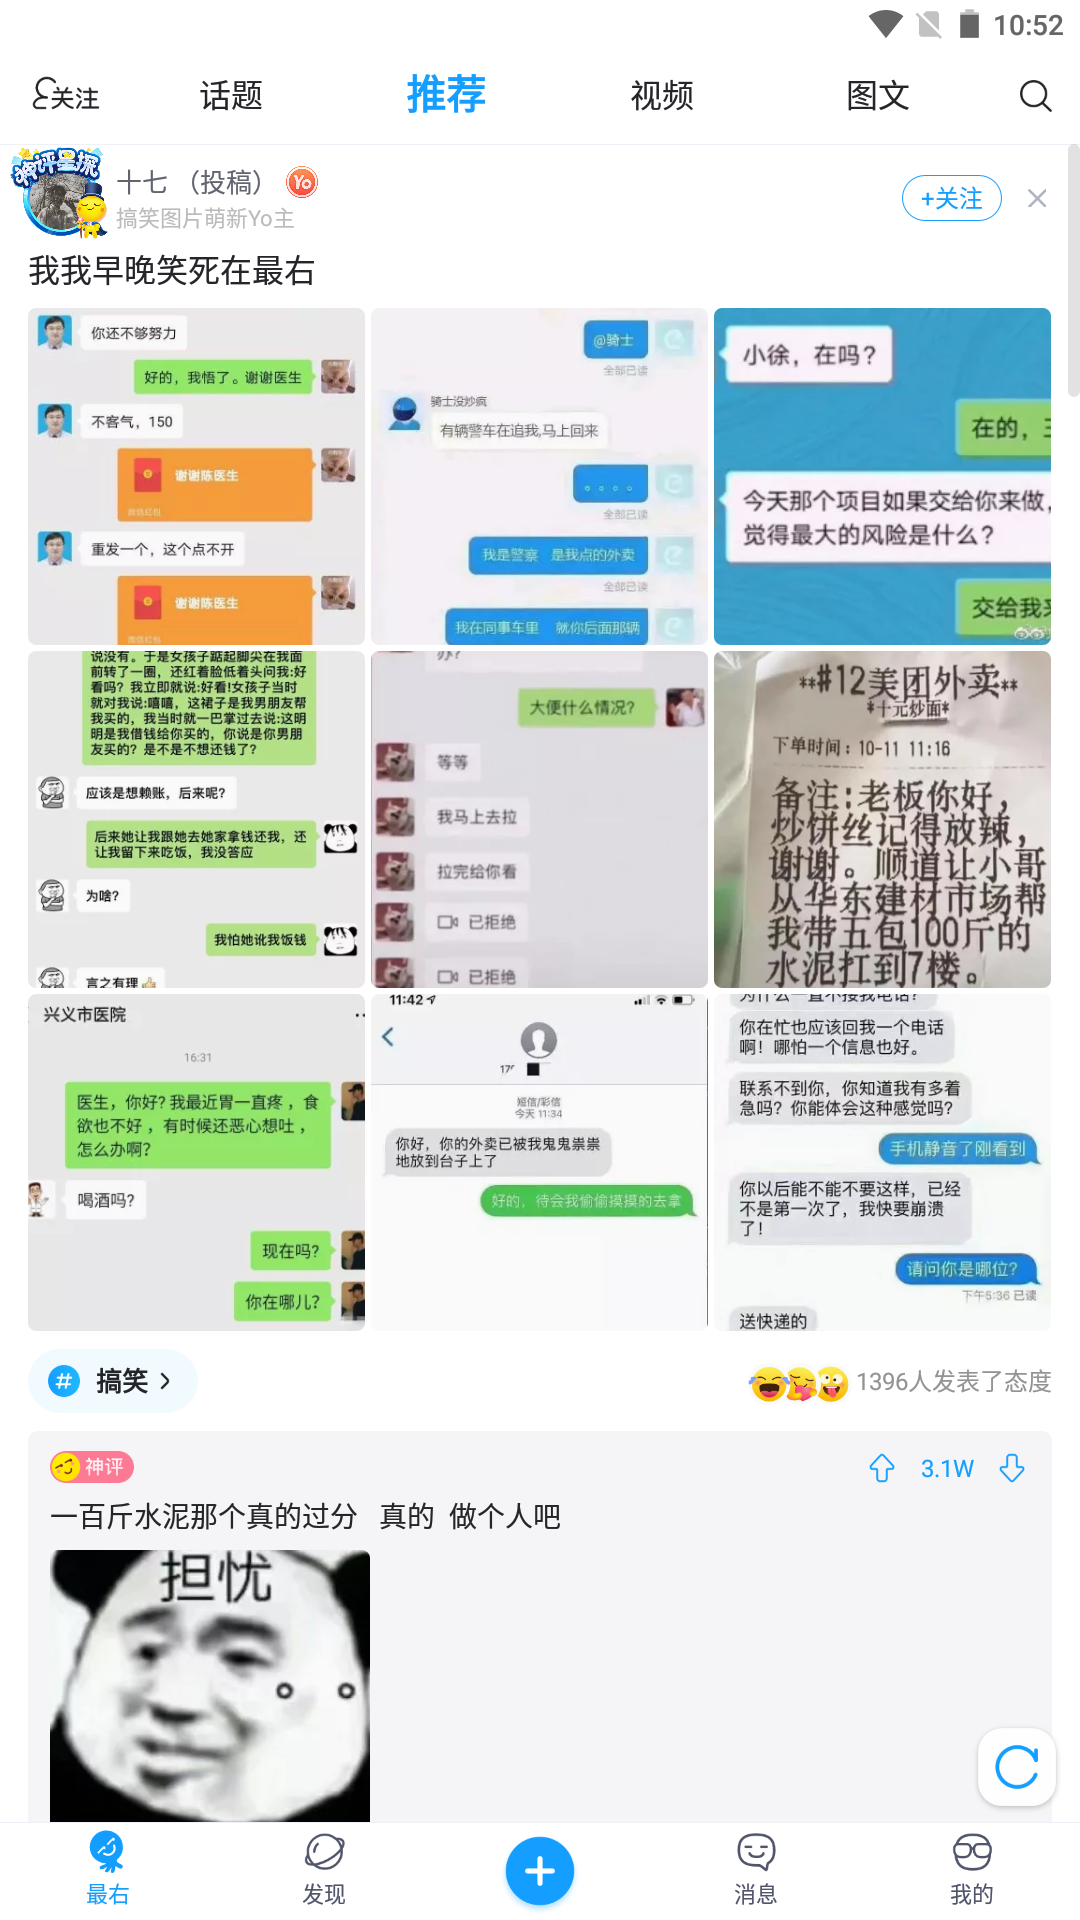 10:52
关注
话题
推荐
视频
图文
神评星探
十七 （投稿）
Yo
搞笑图片萌新Yo主
+关注
我我早晚笑死在最右
你还不够努力
好的，我悟了。谢谢医生
不客气，150
谢谢陈医生
微信红包
重发一个，这个点不开
谢谢陈医生
微信红包
@骑士
全部已读
骑士没炒疯
有辆警车在追我,马上回来
。。。。
全部已读
我是警察 是我点的外卖
全部已读
我在同事车里 就你后面那辆
小徐，在吗？
在的，
今天那个项目如果交给你来做，
觉得最大的风险是什么？
交给我
说没有。于是女孩子踮起脚尖在我面
前转了一圈，还红着脸低着头问我:好
看吗？我立即就说:好看!女孩子当时
就对我说:嘻嘻，这裙子是我男朋友帮
我买的，我当时就一巴掌过去说:这明
明是我借钱给你买的，你说是你男朋
友买的？是不是不想还钱了？
应该是想赖账，后来呢?
后来她让我跟她去她家拿钱还我，还
让我留下来吃饭，我没答应
为啥?
我怕她讹我饭钱
言之有理
办?
大便什么情况?
等等
我马上去拉
拉完给你看
已拒绝
已拒绝
**#12美团外卖**
*十元炒面*
下单时间：10-11 11:16
备注:老板你好，
炒饼丝记得放辣，
谢谢。顺道让小哥
从华东建材市场帮
我带五包100斤的
水泥扛到7楼。
兴义市医院
16:31
医生，你好? 我最近胃一直疼 ，食
欲也不好 ，有时候还恶心想吐 ，
怎么办啊？
喝酒吗?
现在吗?
你在哪儿?
11:42
17
短信/彩信
今天 11:34
你好，你的外卖已被我鬼鬼祟祟
地放到台子上了
好的，待会我偷偷摸摸的去拿
为什么一直不接我电话?
你在忙也应该回我一个电话
啊！哪怕一个信息也好。
联系不到你，你知道我有多着
急吗？你能体会这种感觉吗?
手机静音了刚看到
你以后能不能不要这样，已经
不是第一次了，我快要崩溃
了！
请问你是哪位?
下午5:36 已读
送快递的
# 搞笑
1396人发表了态度
神评
3.1W
一百斤水泥那个真的过分 真的 做个人吧
担忧
最右
发现
消息
我的